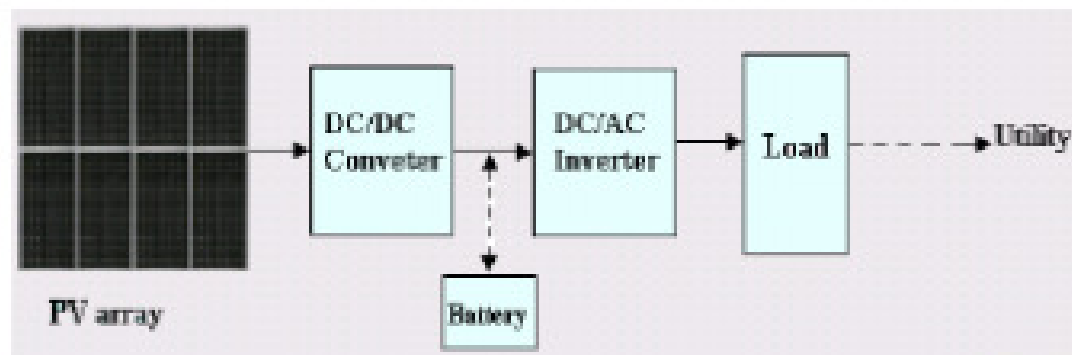 PV array
DC/DC
Conveter
Battery
DC/AC
Inverter
Load
Utility